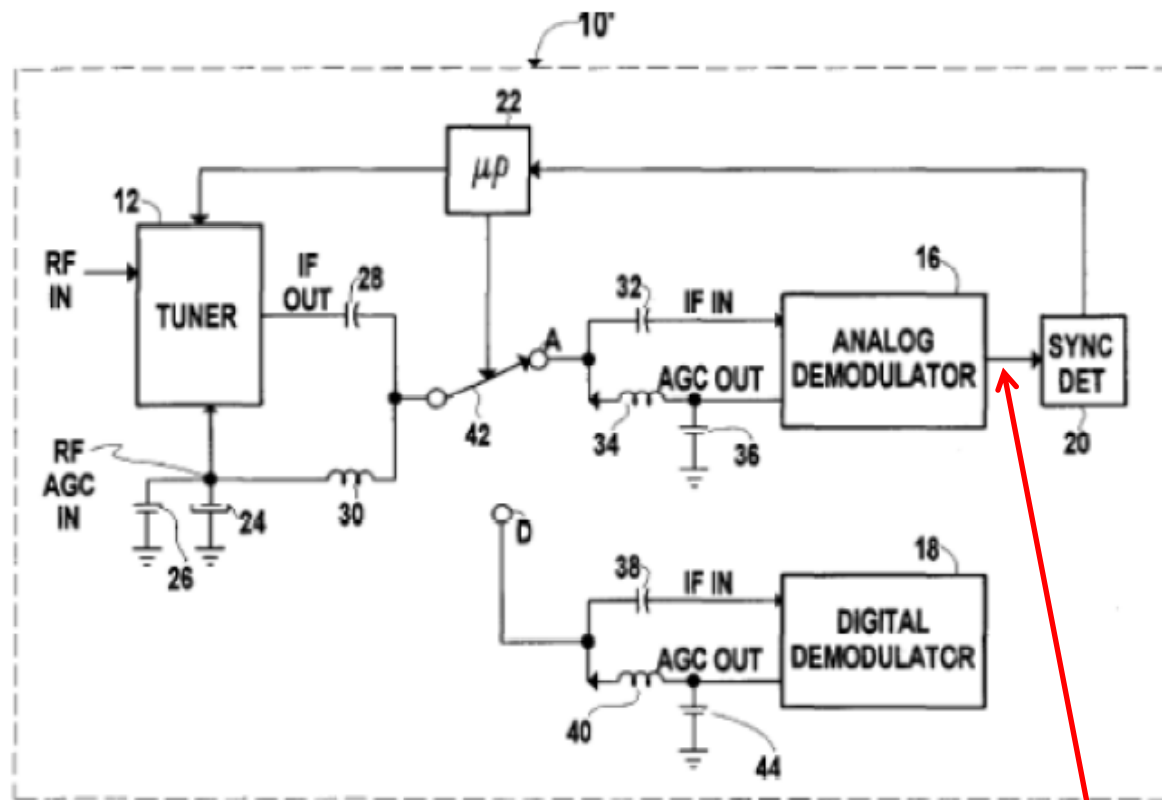 10'
22
µp
12
RF
IN
TUNER
IF
OUT
28
RF
AGC
IN
26
24
30
42
A
32
IF IN
16
ANALOG
DEMODULATOR
AGC OUT
34
36
SYNC
DET
20
D
38
IF IN
18
DIGITAL
DEMODULATOR
AGC OUT
40
44